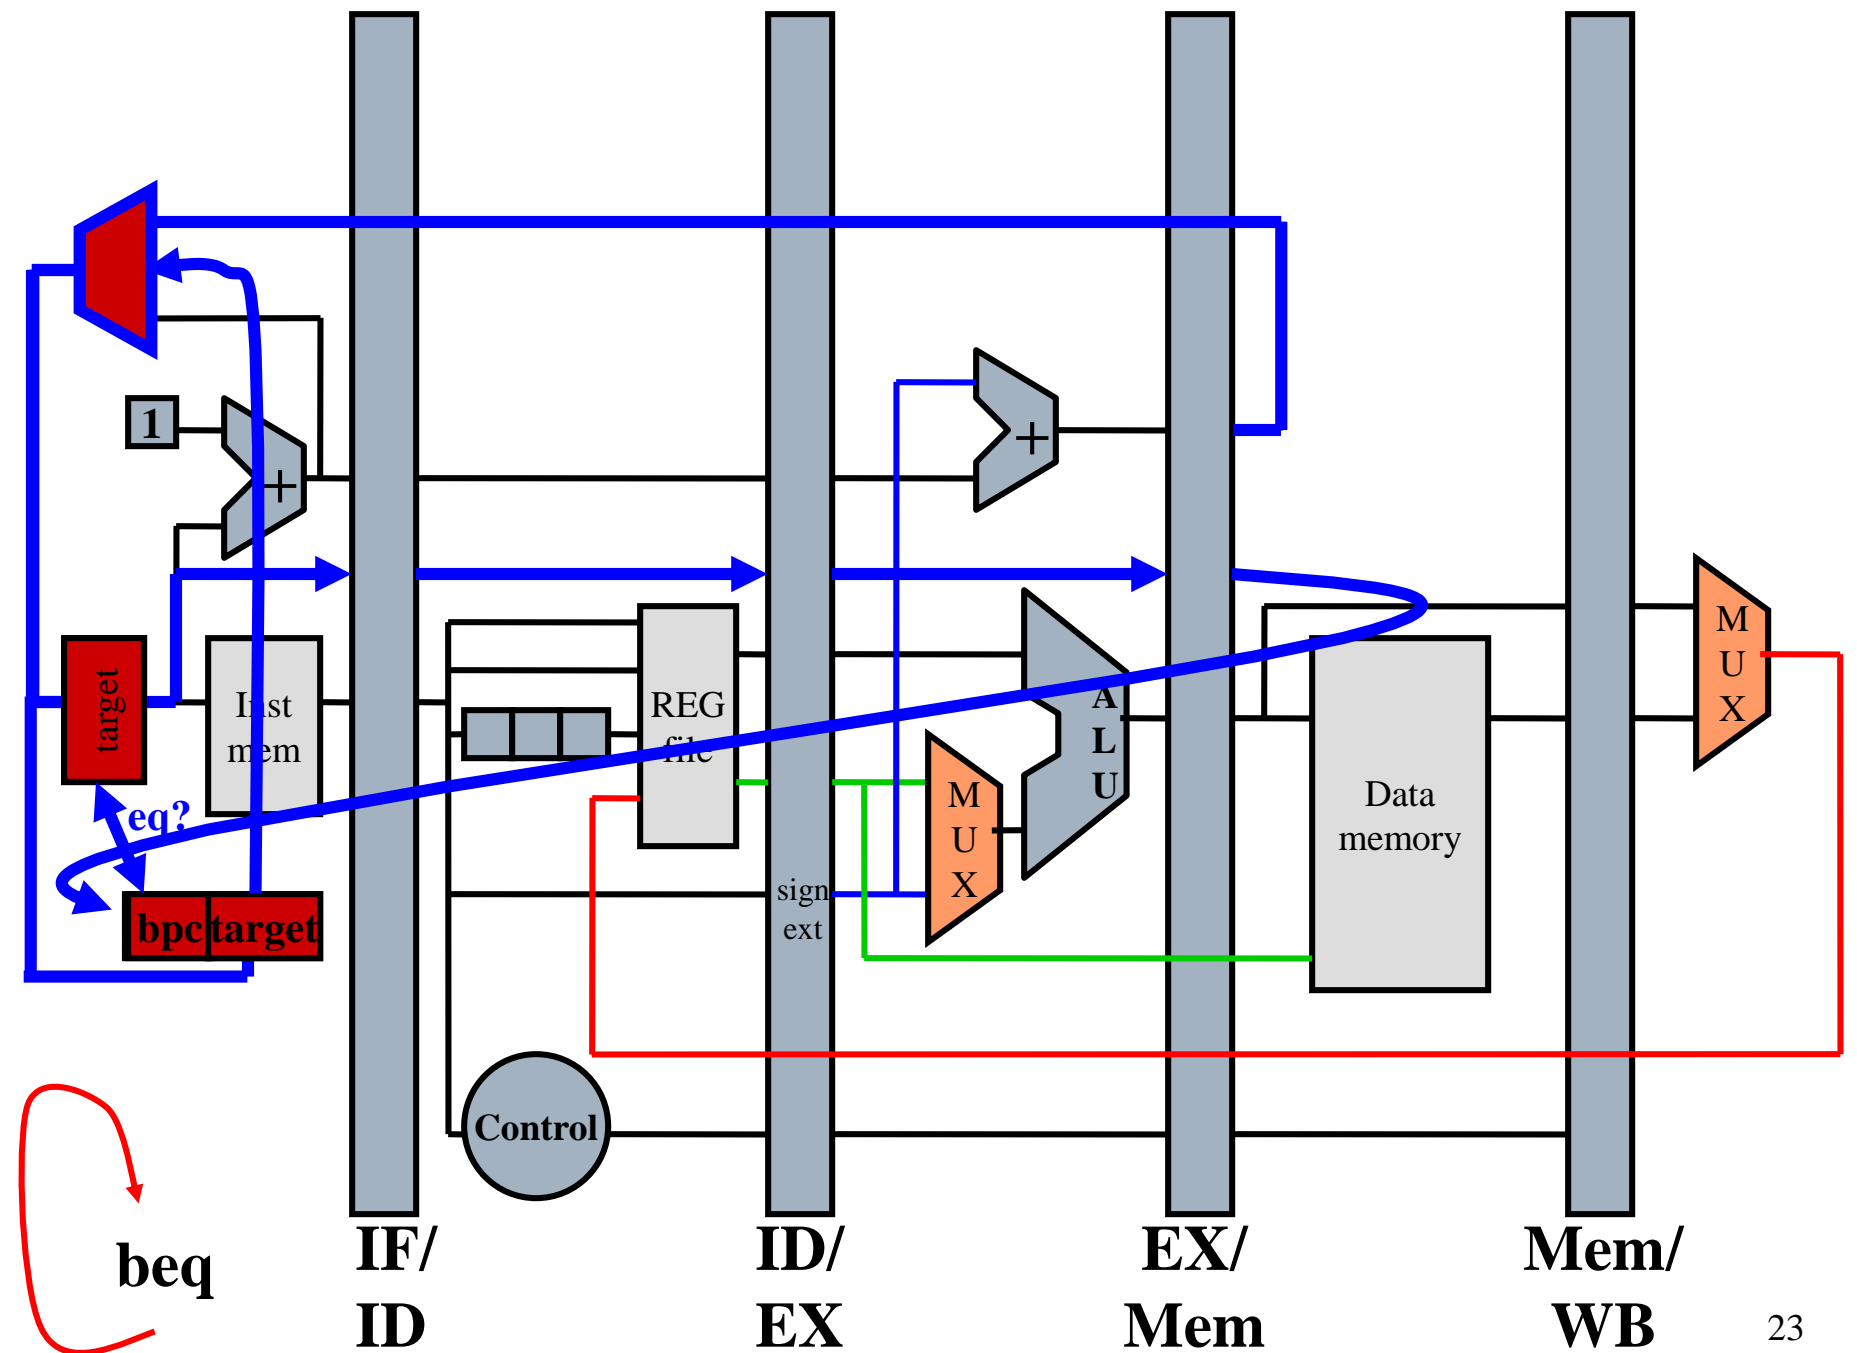 1
+
+
target
Inst
mem
eq?
bpc
target
REG
file
sign
ext
M
U
X
A
L
U
Data
memory
M
U
X
Control
beq
IF/
ID
ID/
EX
EX/
Mem
Mem/
WB
23